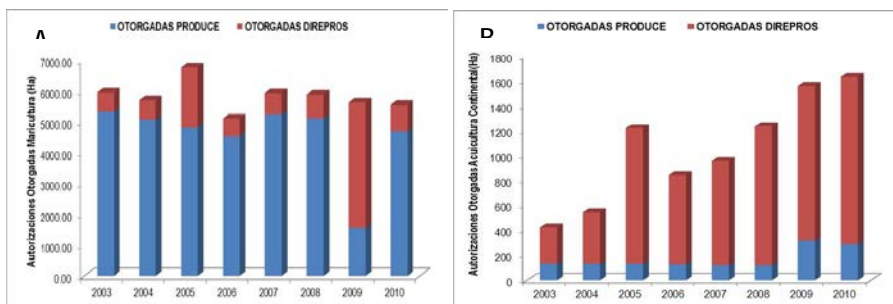 A
OTORGADAS PRODUCE OTORGADAS DIREPROS
Autorizaciones Otorgadas Maricultura (Ha)
7000.00
6000.00
5000.00
4000.00
3000.00
2000.00
1000.00
0.00
2003 2004 2005 2006 2007 2008 2009 2010
OTORGADAS PRODUCE OTORGADAS DIREPROS
Autorizaciones Otorgadas Acuicultura Continental(Ha)
1800
1600
1400
1200
1000
800
600
400
200
0
2003 2004 2005 2006 2007 2008 2009 2010